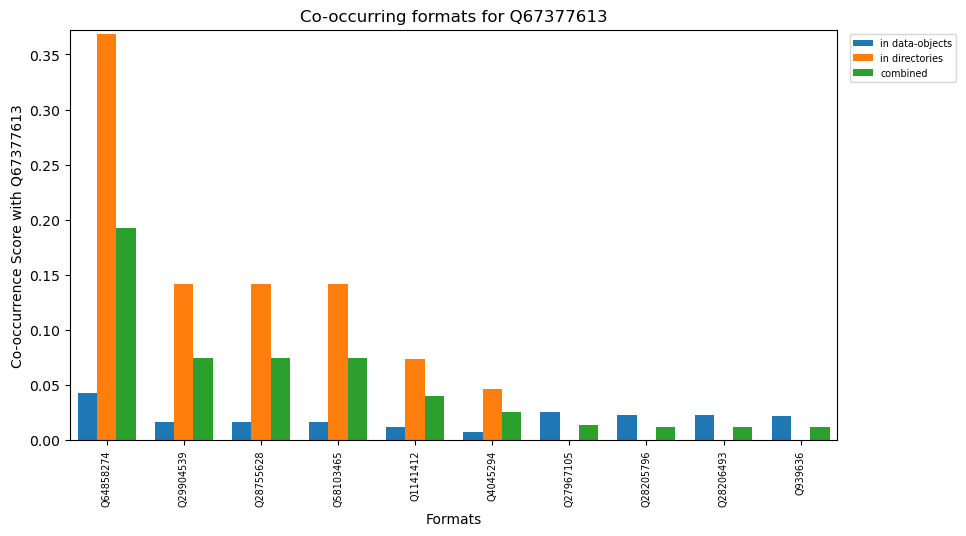 Co-occurring formats for Q67377613
in data-objects
in directories
combined
Co-occurrence Score with Q67377613
0.35
0.30
0.25
0.20
0.15
0.10
0.05
0.00
Q64858274
Q29904539
Q28755628
Q58103465
Q1141412
Q4045294
Q27967105
Q28205796
Q28206493
Q939636
Formats